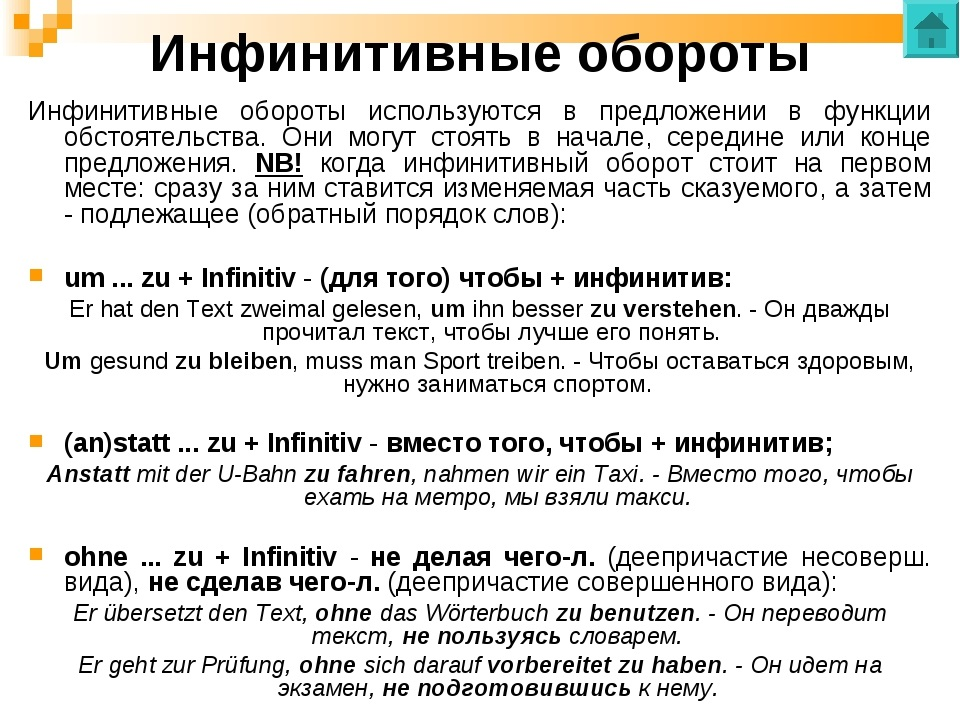 Инфинитивные обороты
Инфинитивные обороты используются в предложении в функции
обстоятельства. Они могут стоять в начале, середине или конце
предложения. NB! когда инфинитивный оборот стоит на первом
месте: сразу за ним ставится изменяемая часть сказуемого, а затем
- подлежащее (обратный порядок слов):
um ... zu + Infinitiv - (для того) чтобы + инфинитив:
Er hat den Text zweimal gelesen, um ihn besser zu verstehen. - Он дважды
прочитал текст, чтобы лучше его понять.
Um gesund zu bleiben, muss man Sport treiben. - Чтобы оставаться здоровым,
нужно заниматься спортом.
(an)statt ... zu + Infinitiv - вместо того, чтобы + инфинитив;
Anstatt mit der U-Bahn zu fahren, nahmen wir ein Taxi. - Вместо того, чтобы
ехать на метро, мы взяли такси.
ohne ... zu + Infinitiv - не делая чего-л. (деепричастие несоверш.
вида), не сделав чего-л. (деепричастие совершенного вида):
Er übersetzt den Text, ohne das Wörterbuch zu benutzen. - Он переводит
текст, не пользуясь словарем.
Er geht zur Prüfung, ohne sich darauf vorbereitet zu haben. - Он идет на
экзамен, не подготовившись к нему.